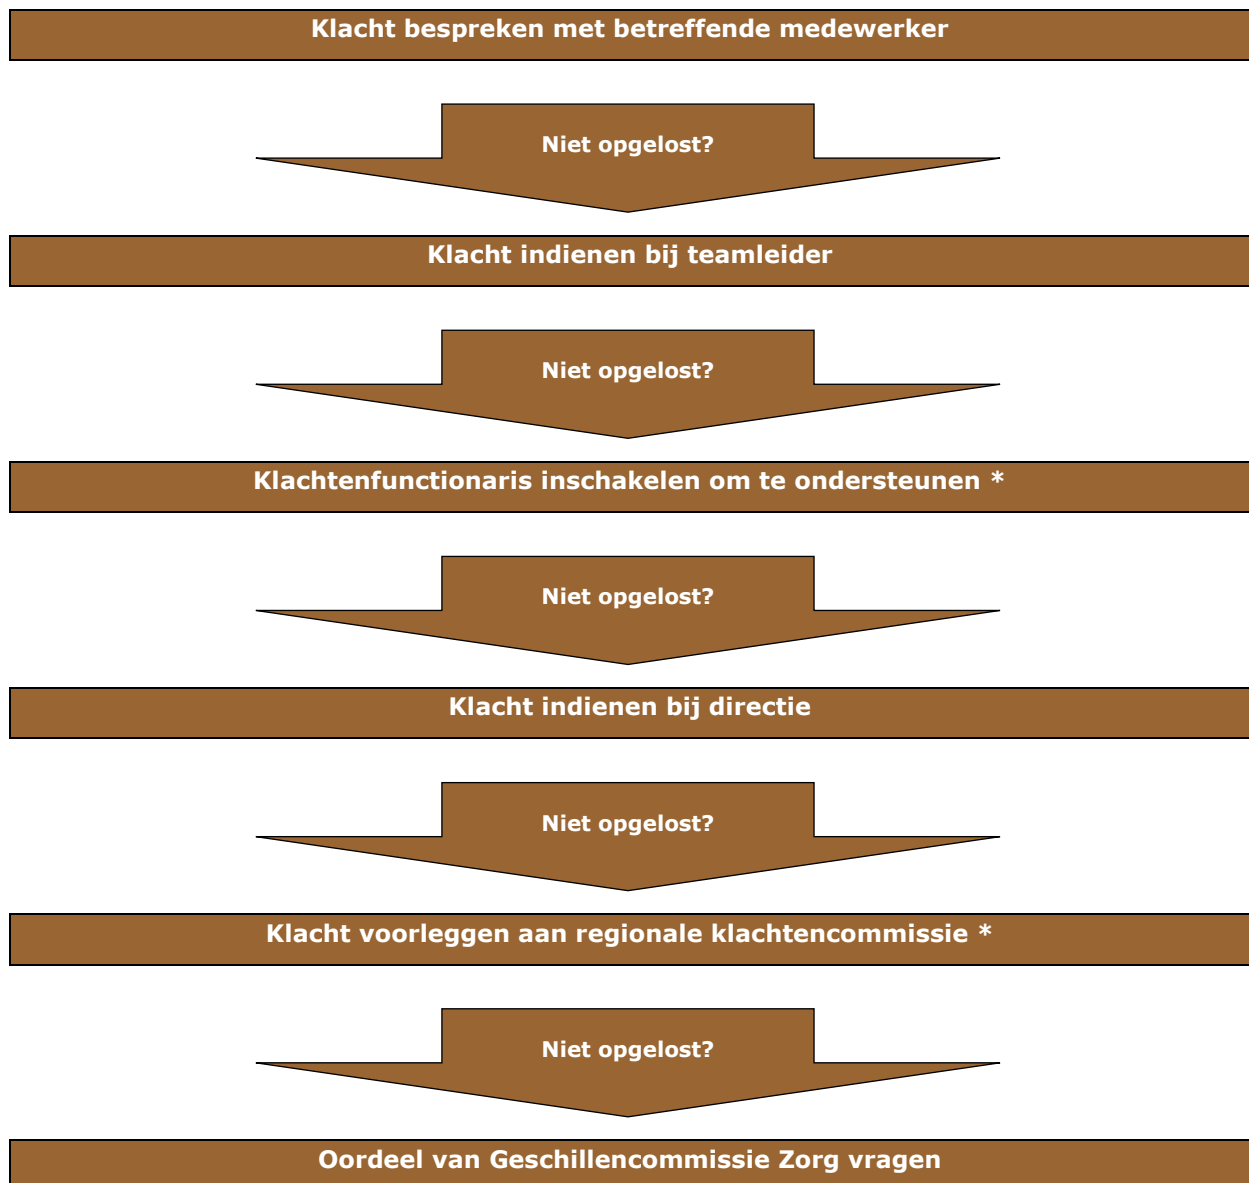 Klacht bespreken met betreffende medewerker
Niet opgelost?
Klacht indienen bij teamleider
Niet opgelost?
Klachtenfunctionaris inschakelen om te ondersteunen *
Niet opgelost?
Klacht indienen bij directie
Niet opgelost?
Klacht voorleggen aan regionale klachtencommissie *
Niet opgelost?
Oordeel van Geschillencommissie Zorg vragen